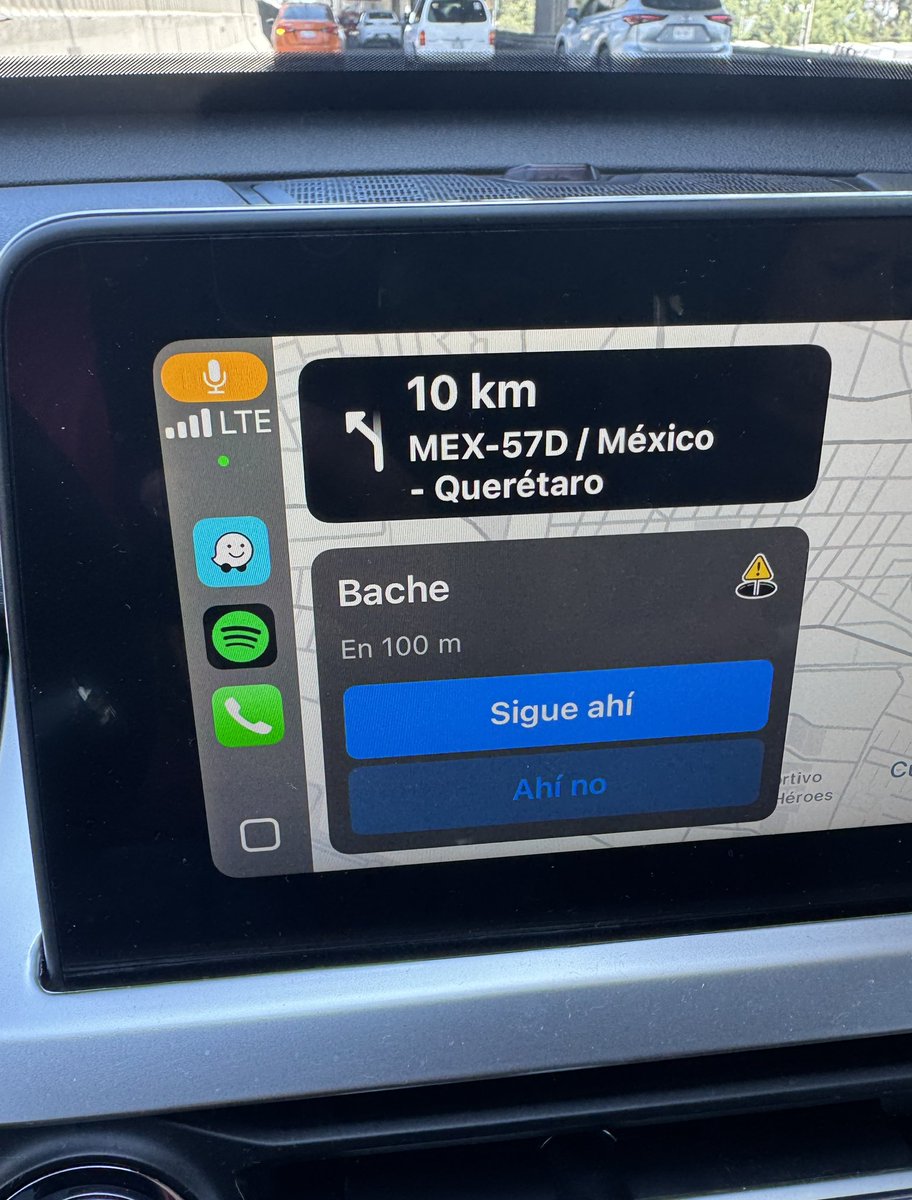 LTE
10 km
MEX-57D / México
- Querétaro
Bache
En 100 m
Sigue ahí
Ahí no
Héroes